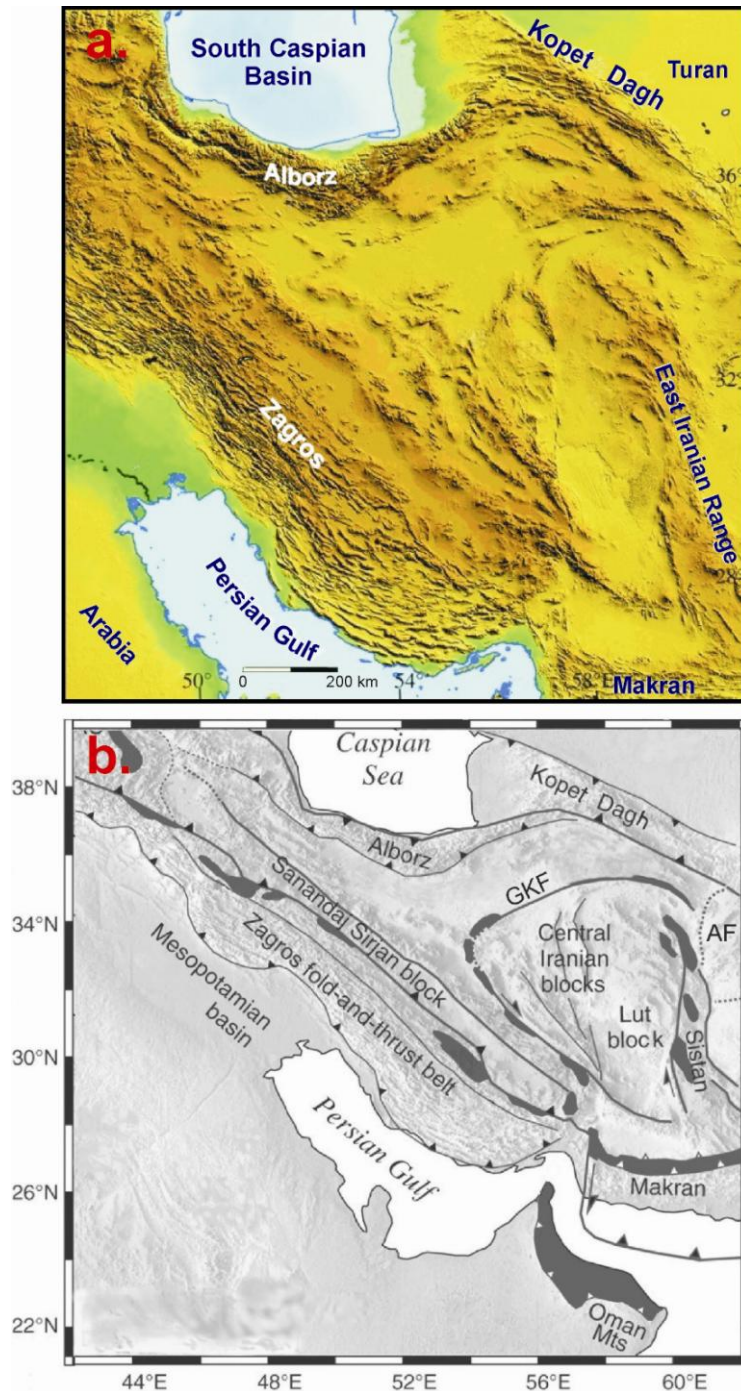 a.
South Caspian
Basin
Kopet Dagh
Turan
Alborz
36°
Zagros
32°
East Iranian Range
28°
Persian Gulf
Arabia
50°
0
200 km
54°
58°E
Makran
b.
Caspian
Sea
38°N
Kopet Dagh
Alborz
GKF
Sanandaj Sirjan block
34°N
AF
Central
Iranian
blocks
Zagros fold-and-thrust belt
Mesopotamian
basin
Lut
block
Sistan
30°N
Persian Gulf
Makran
26°N
22°N
Oman
Mts
44°E
48°E
52°E
56°E
60°E